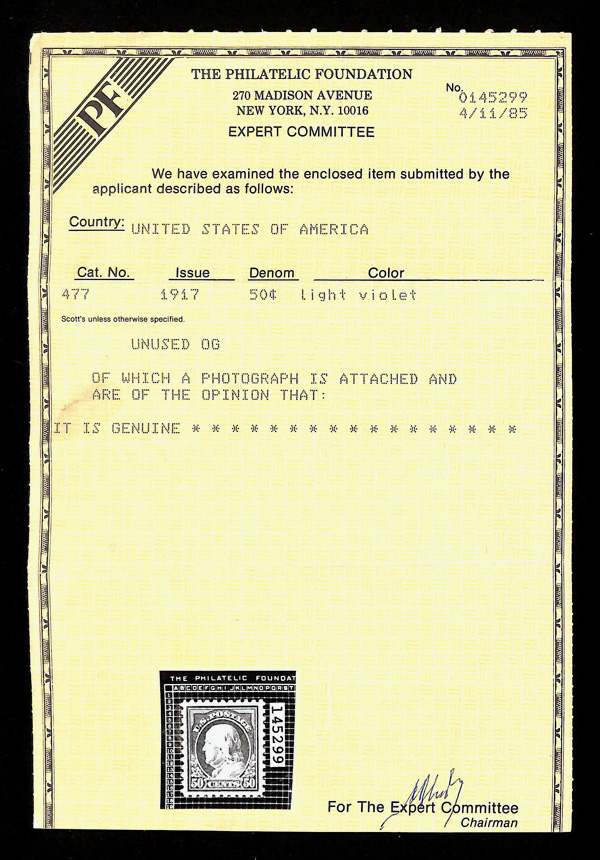 PF
THE PHILATELIC FOUNDATION
270 MADISON AVENUE
NEW YORK, N.Y. 10016
EXPERT COMMITTEE
No. 0145299
4/11/85
We have examined the enclosed item submitted by the
applicant described as follows:
Country: UNITED STATES OF AMERICA
Cat. No. Issue Denom Color
477 1917 50¢ light violet
Scott's unless otherwise specified.
UNUSED OG
OF WHICH A PHOTOGRAPH IS ATTACHED AND
ARE OF THE OPINION THAT:
IT IS GENUINE * * * * * * * * * * * * * * * * *
THE PHILATELIC FOUNDAT
ABCDEFGHIJKLMNOPQRST
145299
U.S. POSTAGE
50 CENTS 50
For The Expert Committee
Chairman